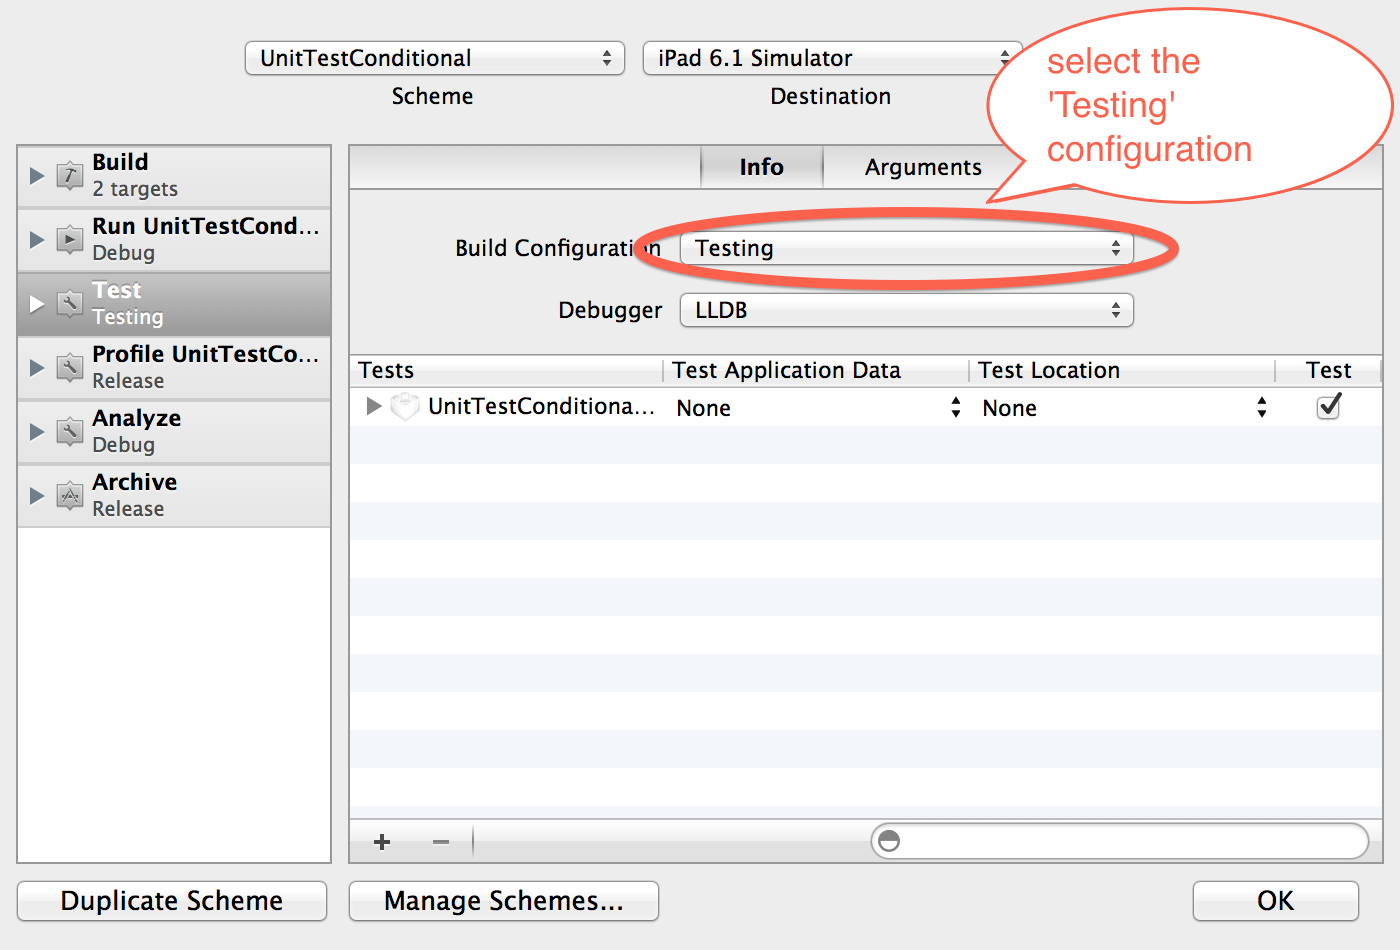 UnitTestConditional
iPad 6.1 Simulator
Scheme
Destination
select the
'Testing'
configuration
Build
2 targets
Run UnitTestCond...
Debug
Test
Testing
Profile UnitTestCo...
Release
Analyze
Debug
Archive
Release
Info
Arguments
Build Configuration
Testing
Debugger
LLDB
Tests
Test Application Data
Test Location
Test
UnitTestConditiona...
None
None
Duplicate Scheme
Manage Schemes...
OK